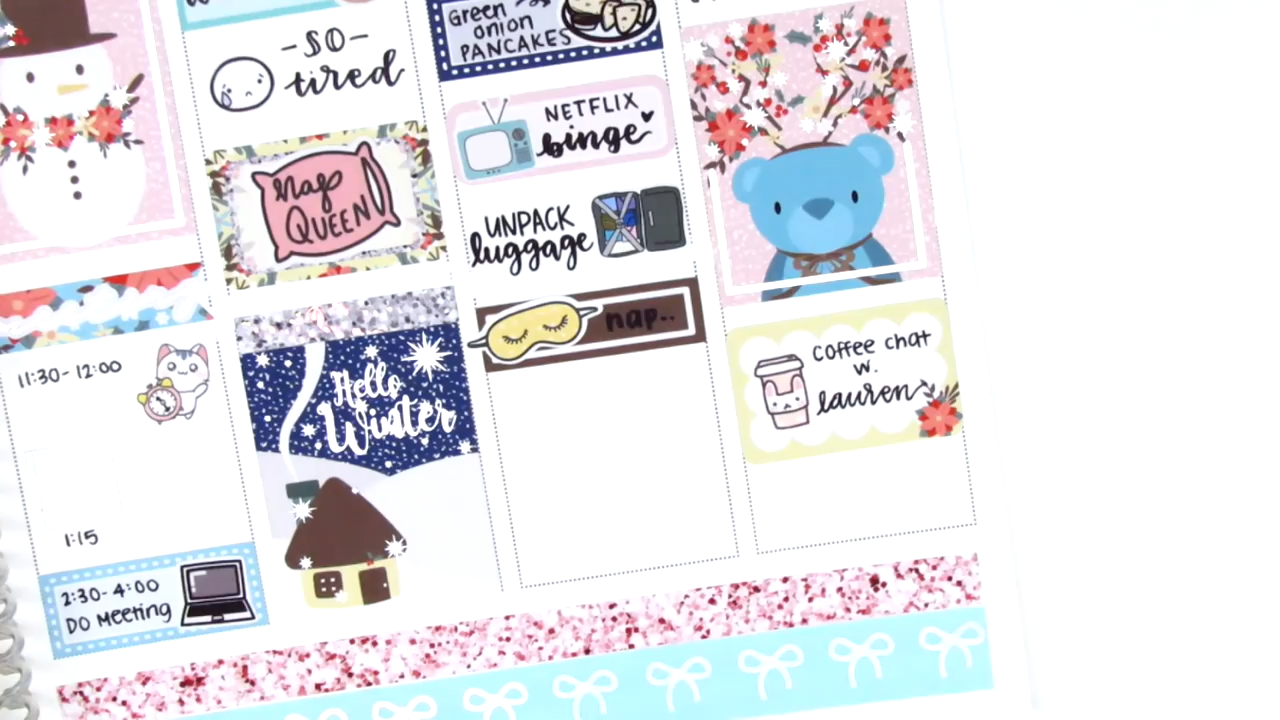 11:30-12:00
1:15
2:30-4:00
DO Meeting
-SO-
tired
Nap
QUEEN
Hello
Winter
Green
onion
PANCAKES
NETFLIX
binge
UNPACK
luggage
nap..
coffee chat
w.
lauren